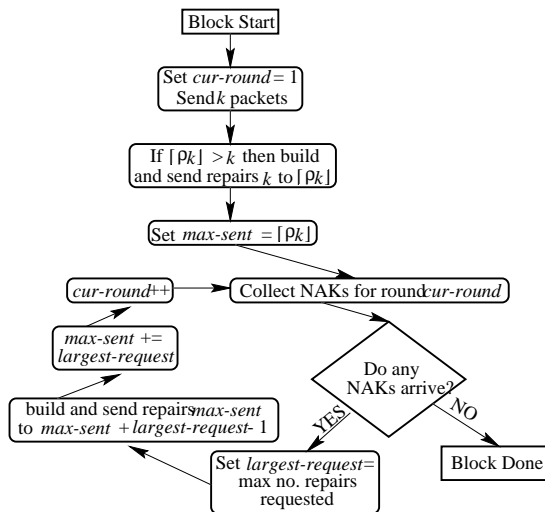 Block Start
Set cur-round = 1
Send k packets
If ⌈ρk⌉ > k then build
and send repairs k to ⌈ρk⌉
Set max-sent = ⌈ρk⌉
cur-round++
Collect NAKs for round cur-round
max-sent +=
largest-request
Do any
NAKs arrive?
build and send repairs max-sent
to max-sent + largest-request- 1
YES
NO
Set largest-request=
max no. repairs
requested
Block Done